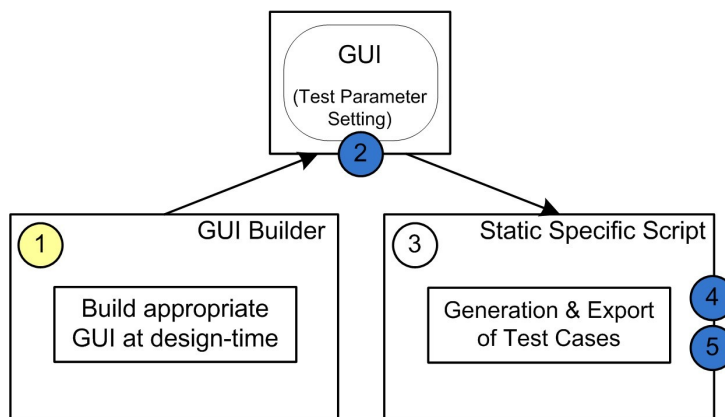 GUI
(Test Parameter
Setting)
2
1
GUI Builder
Build appropriate
GUI at design-time
3
Static Specific Script
Generation & Export
of Test Cases
4
5